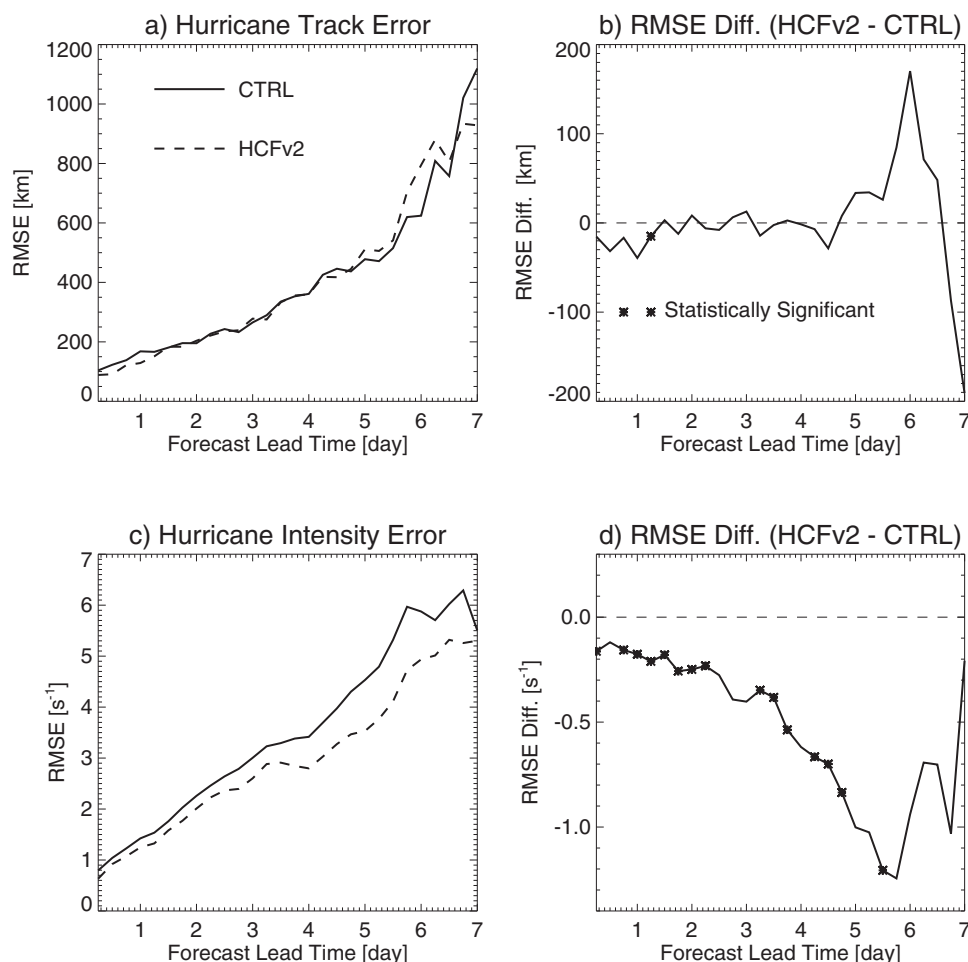 a) Hurricane Track Error
1200
1000
800
600
400
200
0
RMSE [km]
CTRL
HCFv2
1 2 3 4 5 6 7
Forecast Lead Time [day]
b) RMSE Diff. (HCFv2 - CTRL)
200
100
0
-100
-200
RMSE Diff. [km]
Statistically Significant
1 2 3 4 5 6 7
Forecast Lead Time [day]
c) Hurricane Intensity Error
7
6
5
4
3
2
1
0
RMSE [s⁻¹]
1 2 3 4 5 6 7
Forecast Lead Time [day]
d) RMSE Diff. (HCFv2 - CTRL)
0.0
-0.5
-1.0
RMSE Diff. [s⁻¹]
1 2 3 4 5 6 7
Forecast Lead Time [day]